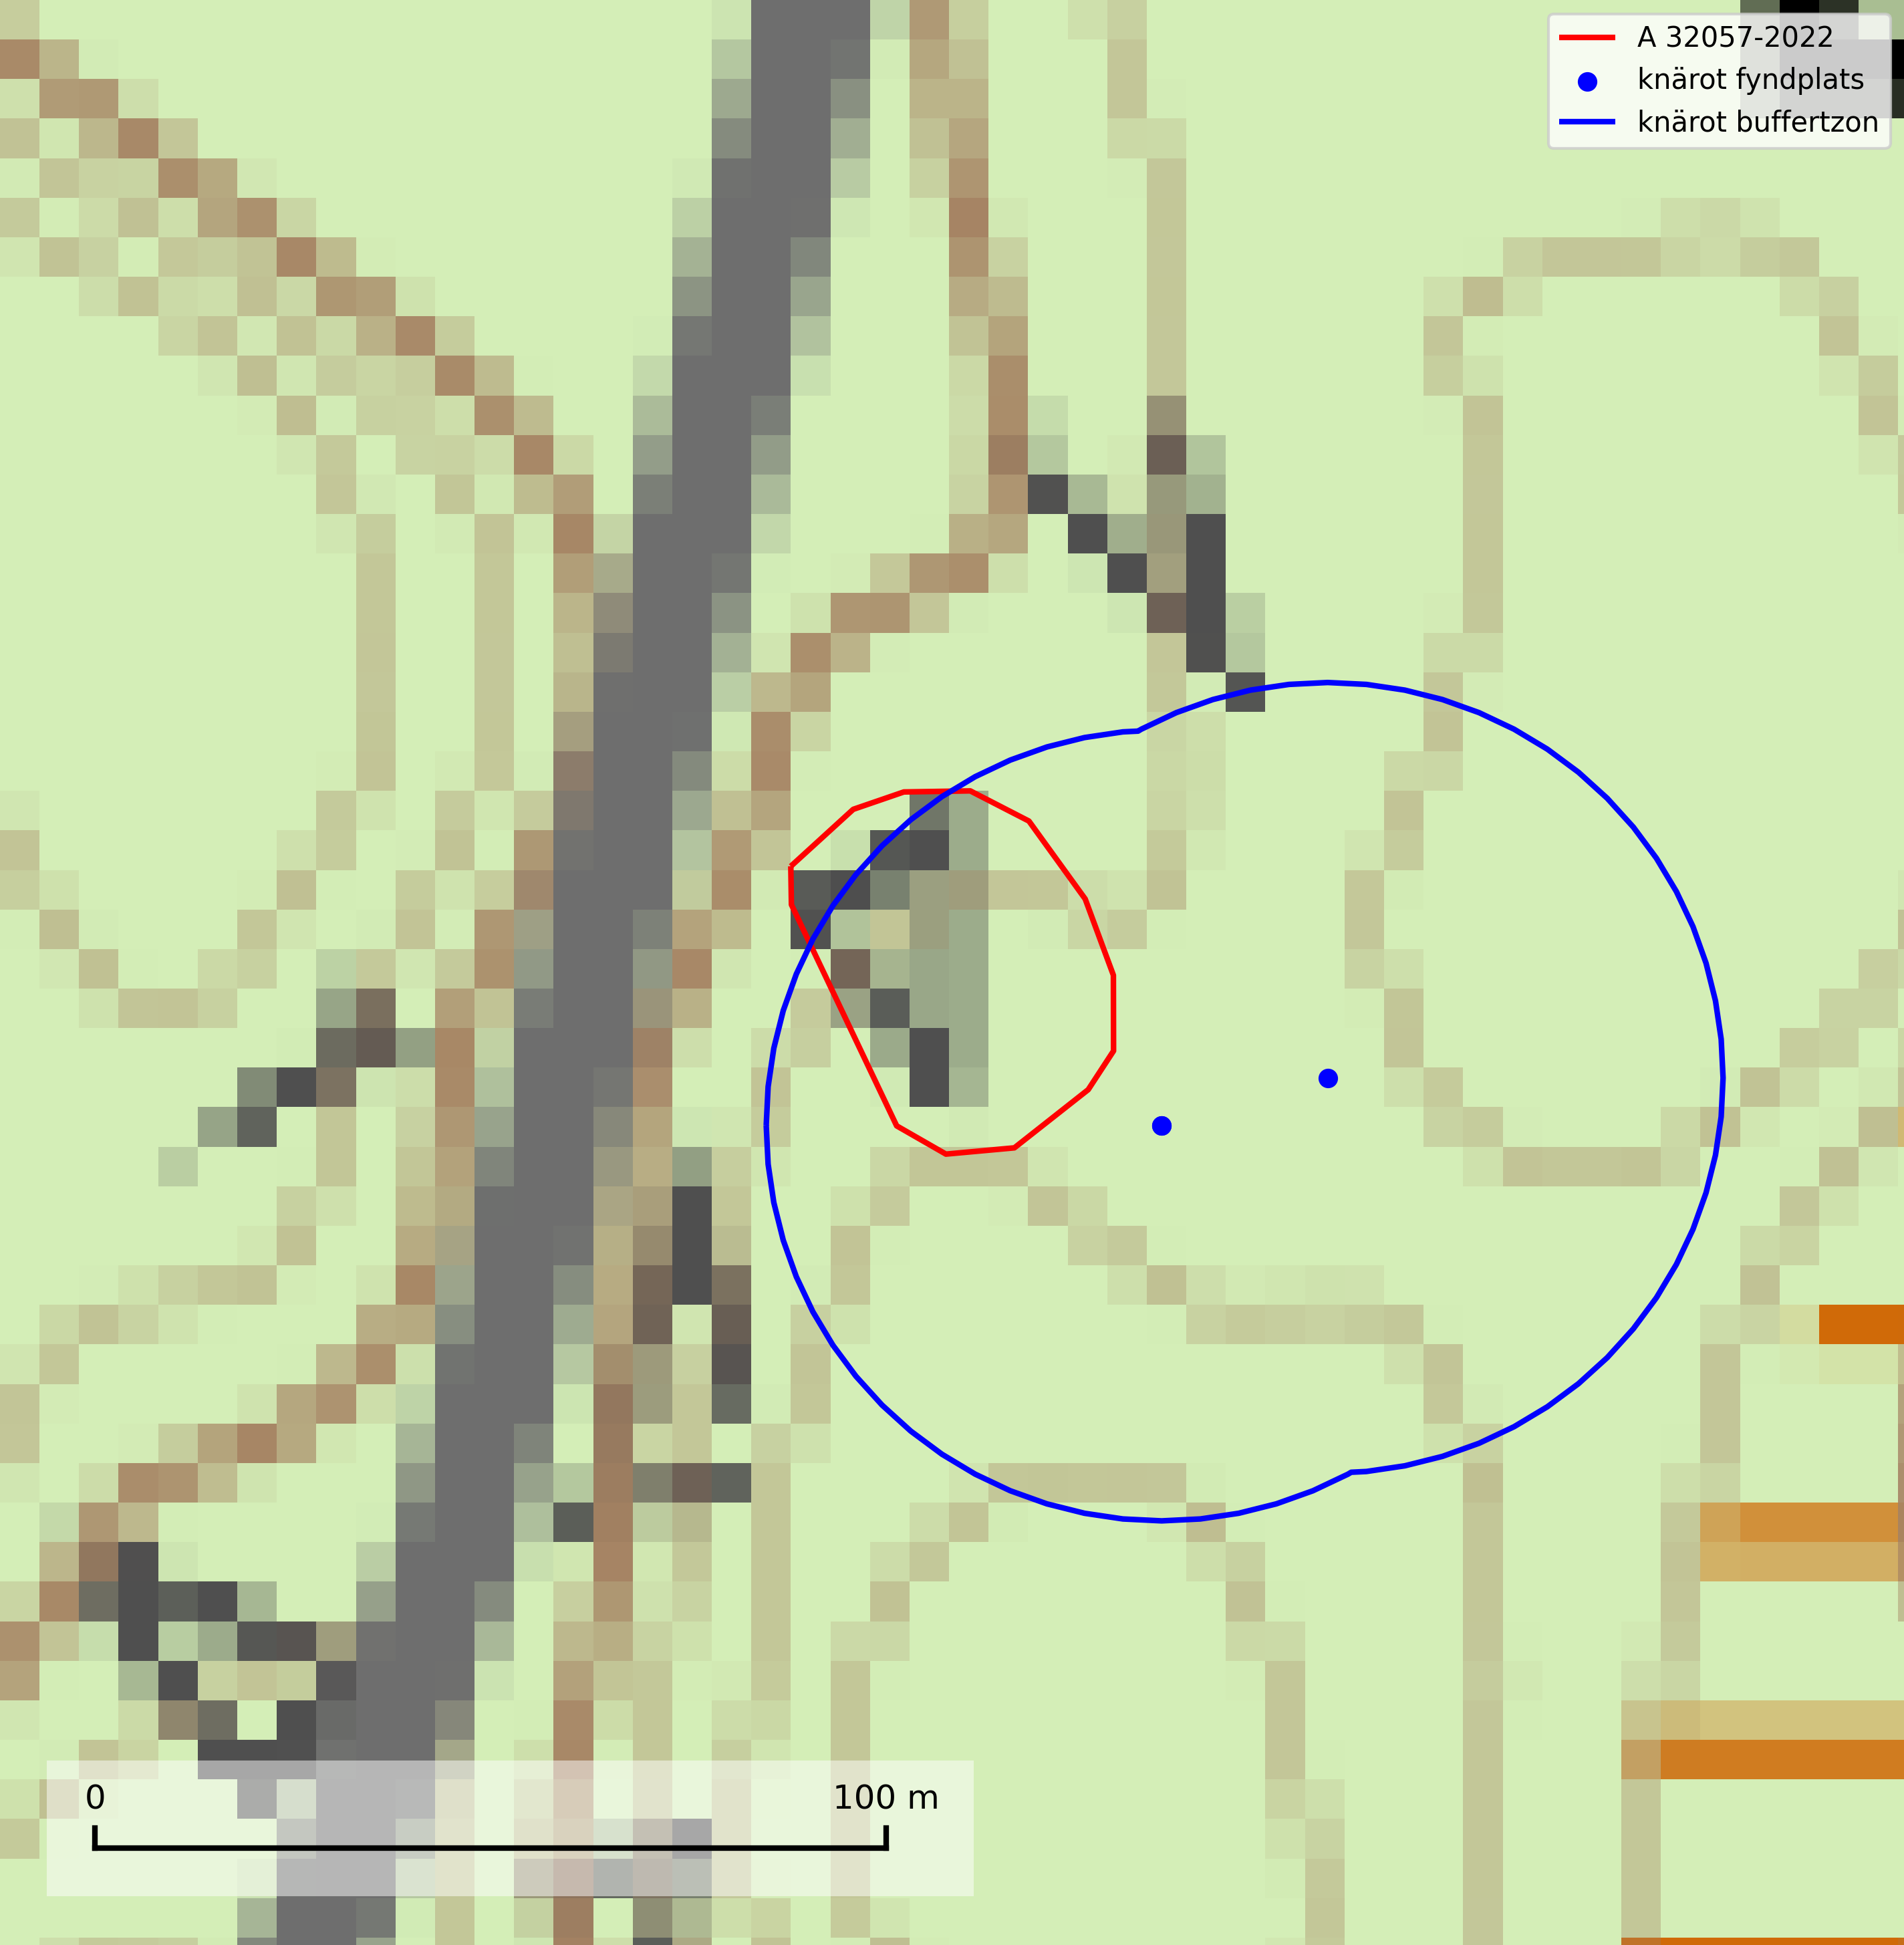 A 32057-2022
knärot fyndplats
knärot buffertzon
0 100 m